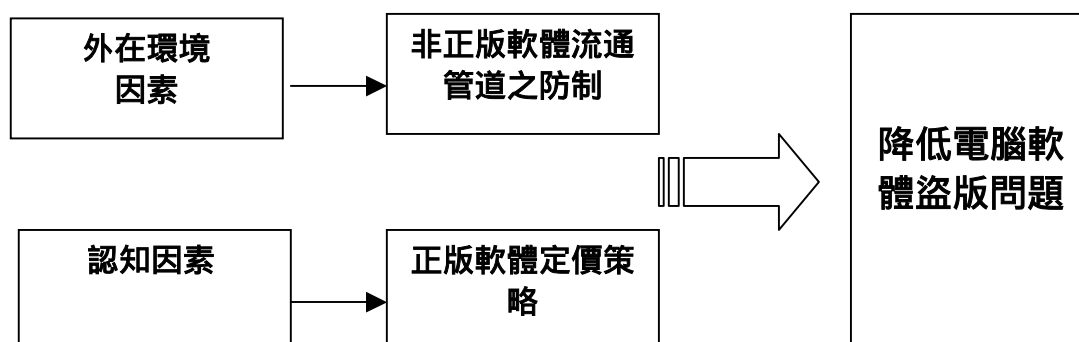 外在環境
因素
非正版軟體流通
管道之防制
降低電腦軟
體盜版問題
認知因素
正版軟體定價策
略